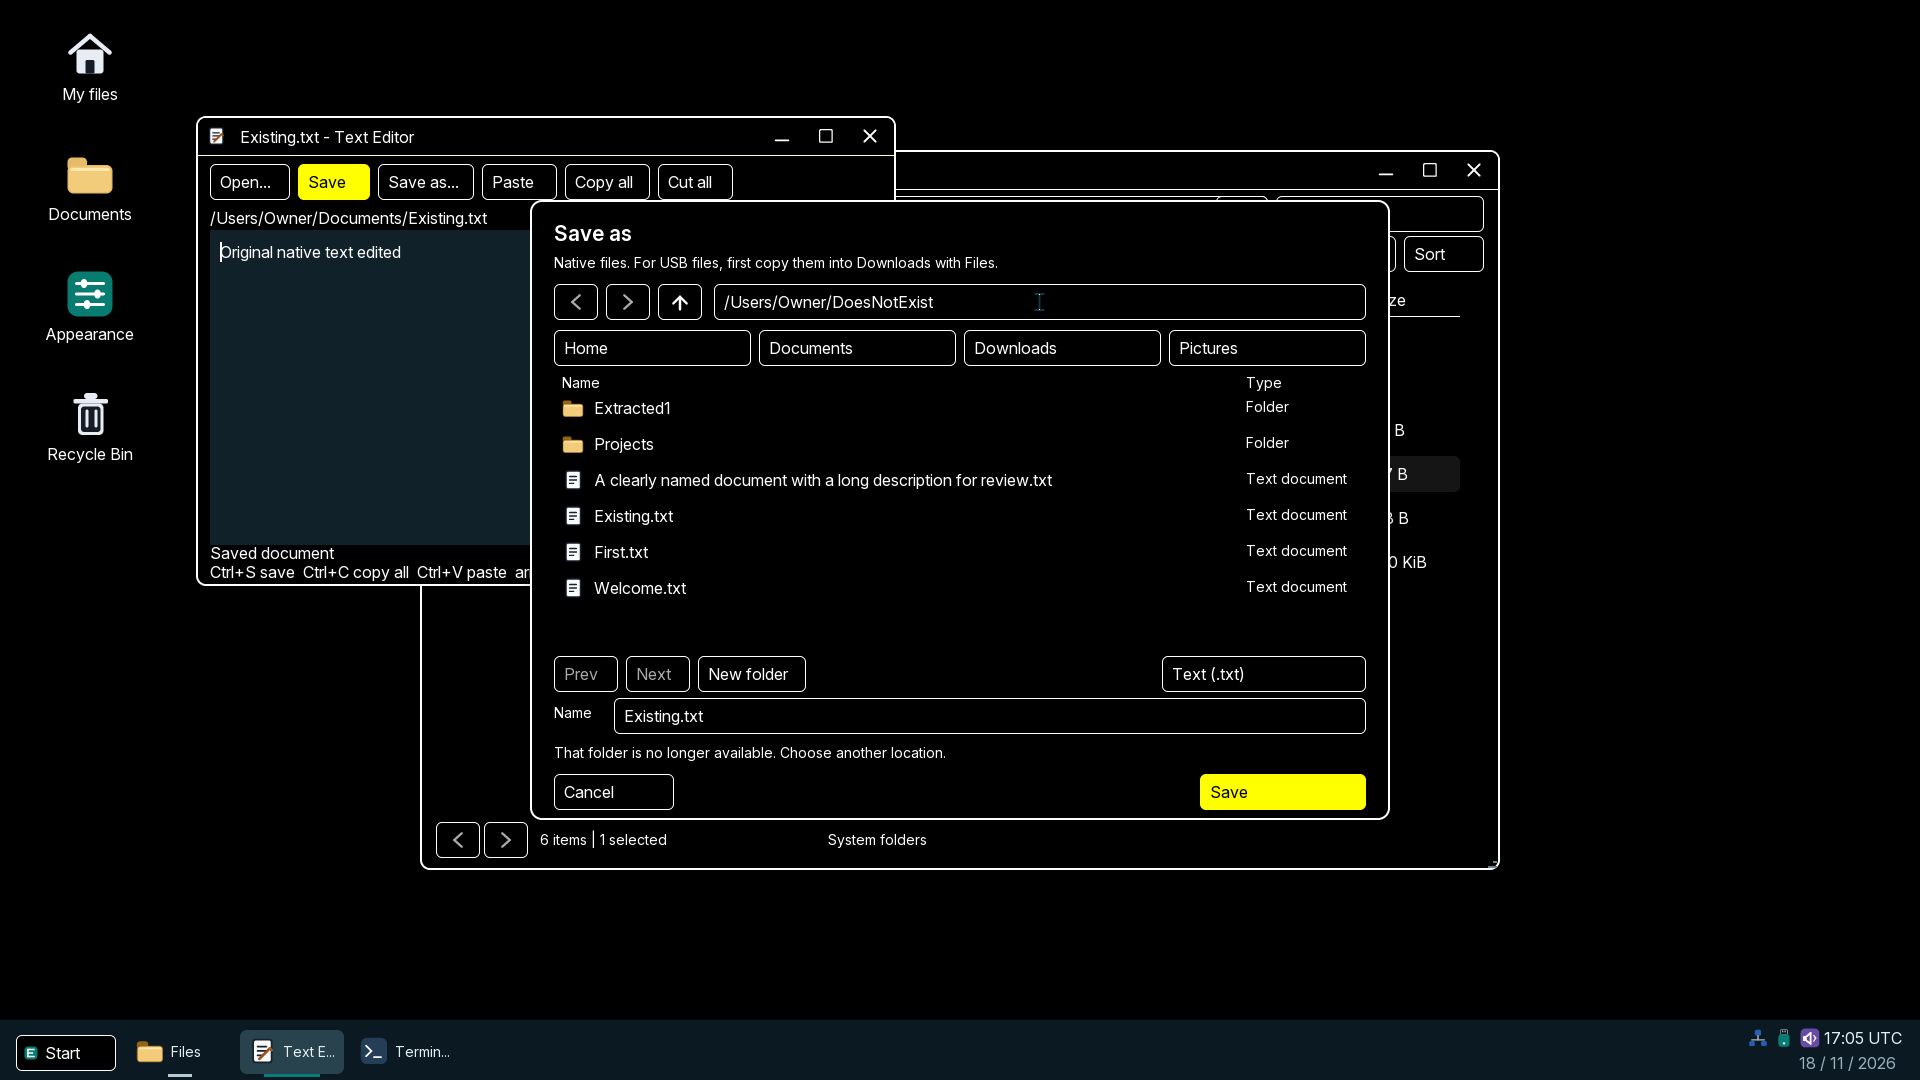 My files
Documents
Appearance
Recycle Bin
Existing.txt - Text Editor
Open...
Save
Save as...
Paste
Copy all
Cut all
/Users/Owner/Documents/Existing.txt
Original native text edited
Saved document
Ctrl+S save  Ctrl+C copy all  Ctrl+V paste
Sort
B
B
B
KiB
Save as
Native files. For USB files, first copy them into Downloads with Files.
/Users/Owner/DoesNotExist
Home
Documents
Downloads
Pictures
Name
Type
Extracted1
Folder
Projects
Folder
A clearly named document with a long description for review.txt
Text document
Existing.txt
Text document
First.txt
Text document
Welcome.txt
Text document
Prev
Next
New folder
Text (.txt)
Name
Existing.txt
That folder is no longer available. Choose another location.
Cancel
Save
6 items | 1 selected
System folders
Start
Files
Text E...
Termin...
17:05 UTC
18 / 11 / 2026